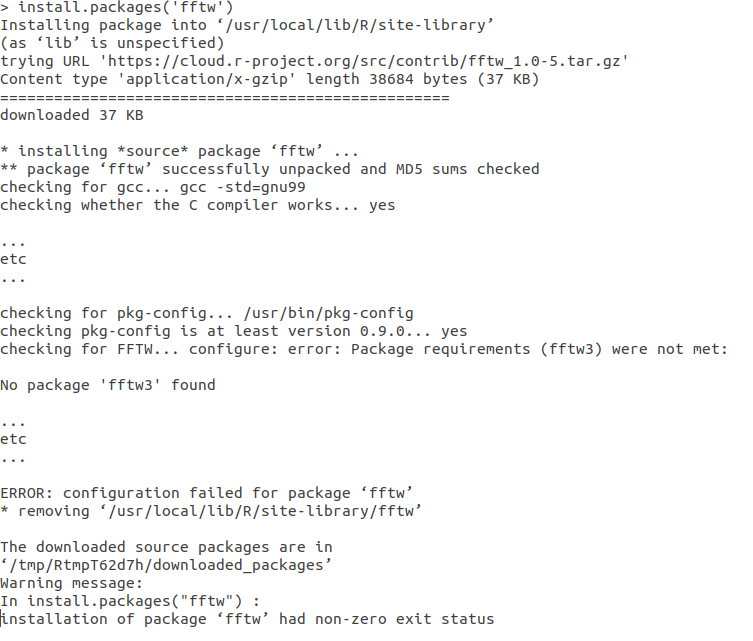 > install.packages('fftw')
Installing package into ‘/usr/local/lib/R/site-library’
(as ‘lib’ is unspecified)
trying URL 'https://cloud.r-project.org/src/contrib/fftw_1.0-5.tar.gz'
Content type 'application/x-gzip' length 38684 bytes (37 KB)
==================================================
downloaded 37 KB
* installing *source* package ‘fftw’ ...
** package ‘fftw’ successfully unpacked and MD5 sums checked
checking for gcc... gcc -std=gnu99
checking whether the C compiler works... yes
...
etc
...
checking for pkg-config... /usr/bin/pkg-config
checking pkg-config is at least version 0.9.0... yes
checking for FFTW... configure: error: Package requirements (fftw3) were not met:
No package 'fftw3' found
...
etc
...
ERROR: configuration failed for package ‘fftw’
* removing ‘/usr/local/lib/R/site-library/fftw’
The downloaded source packages are in
‘/tmp/RtmpT62d7h/downloaded_packages’
Warning message:
In install.packages("fftw") :
installation of package ‘fftw’ had non-zero exit status